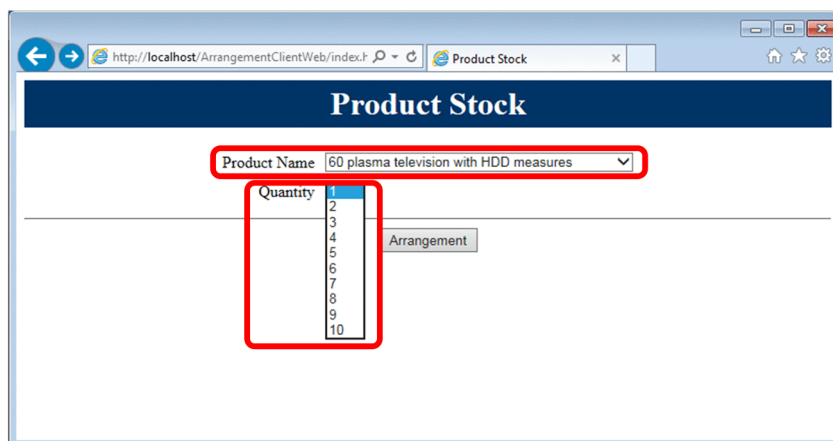 http://localhost/ArrangementClientWeb/index.h
Product Stock
Product Stock
Product Name 60 plasma television with HDD measures
Quantity 1
2
3
4
Arrangement
5
6
7
8
9
10